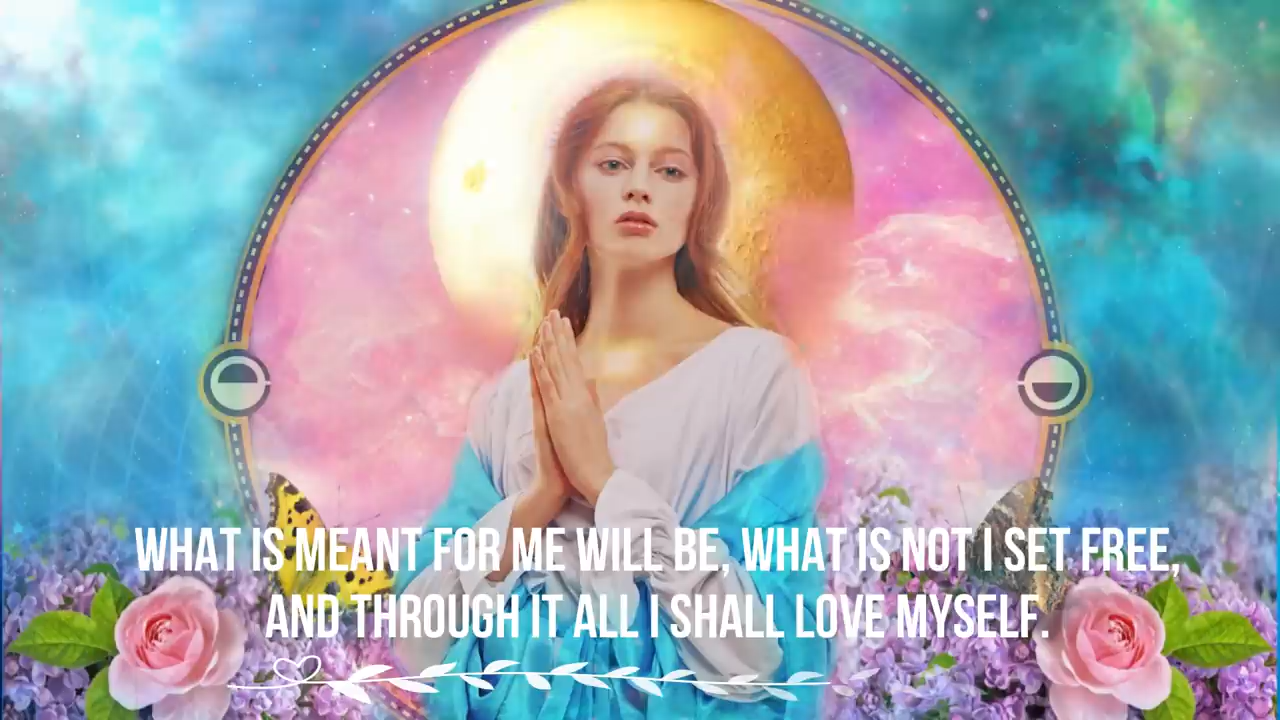 WHAT IS MEANT FOR ME WILL BE, WHAT IS NOT I SET FREE,
AND THROUGH IT ALL I SHALL LOVE MYSELF.